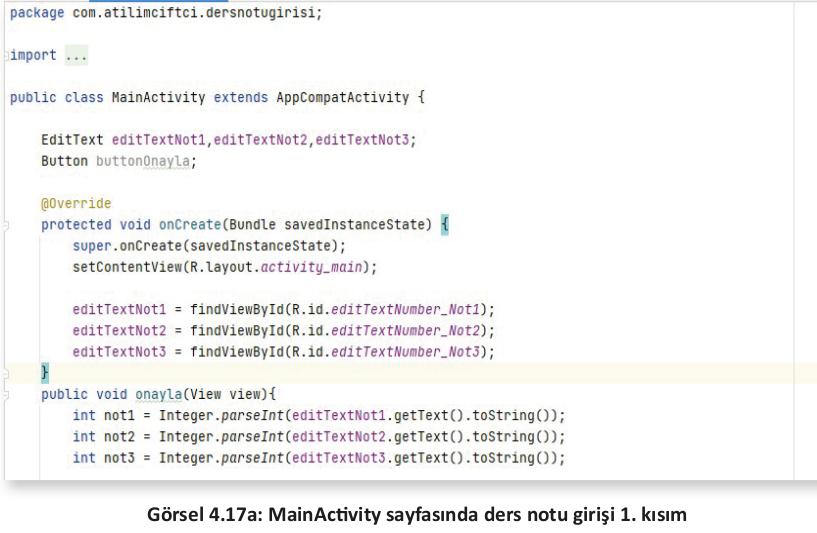 package com.atilimciftci.dersnotugirisi;
import ...
public class MainActivity extends AppCompatActivity {
EditText editTextNot1,editTextNot2,editTextNot3;
Button buttonOnayla;
@Override
protected void onCreate(Bundle savedInstanceState) {
super.onCreate(savedInstanceState);
setContentView(R.layout.activity_main);
editTextNot1 = findViewById(R.id.editTextNumber_Not1);
editTextNot2 = findViewById(R.id.editTextNumber_Not2);
editTextNot3 = findViewById(R.id.editTextNumber_Not3);
}
public void onayla(View view){
int not1 = Integer.parseInt(editTextNot1.getText().toString());
int not2 = Integer.parseInt(editTextNot2.getText().toString());
int not3 = Integer.parseInt(editTextNot3.getText().toString());
Görsel 4.17a: MainActivity sayfasında ders notu girişi 1. kısım